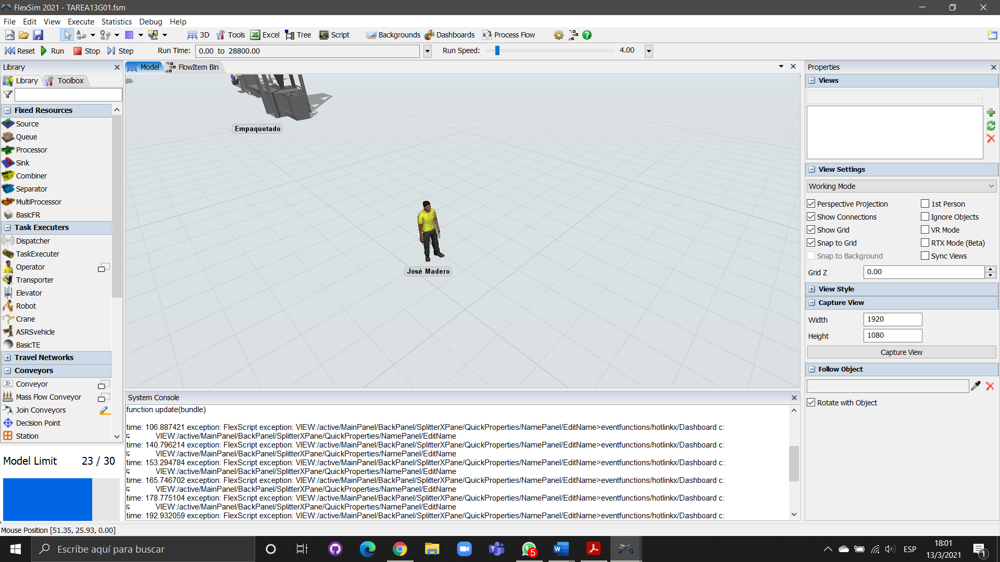 FlexSim 2021 - TAREA13G01.fsm
File Edit View Execute Statistics Debug Help
3D Tools Excel Tree Script Backgrounds Dashboards Process Flow
Reset Run Stop Step Run Time: 0.00 to 28800.00 Run Speed: 4.00
Library
Library Toolbox
Fixed Resources
Source
Queue
Processor
Sink
Combiner
Separator
MultiProcessor
BasicFR
Task Executers
Dispatcher
TaskExecuter
Operator
Transporter
Elevator
Robot
Crane
ASRSvehicle
BasicTE
Travel Networks
Conveyors
Conveyor
Mass Flow Conveyor
Join Conveyors
Decision Point
Station
Model Limit 23 / 30
Model FlowItem Bin
Empaquetado
José Madero
System Console
function update(bundle)
time: 106.887421 exception: FlexScript exception: VIEW:/active/MainPanel/BackPanel/SplitterXPane/QuickProperties/NamePanel/EditName>eventfunctions/hotlinkx/Dashboard c:
VIEW:/active/MainPanel/BackPanel/SplitterXPane/QuickProperties/NamePanel/EditName
time: 140.796214 exception: FlexScript exception: VIEW:/active/MainPanel/BackPanel/SplitterXPane/QuickProperties/NamePanel/EditName>eventfunctions/hotlinkx/Dashboard c:
VIEW:/active/MainPanel/BackPanel/SplitterXPane/QuickProperties/NamePanel/EditName
time: 153.294784 exception: FlexScript exception: VIEW:/active/MainPanel/BackPanel/SplitterXPane/QuickProperties/NamePanel/EditName>eventfunctions/hotlinkx/Dashboard c:
VIEW:/active/MainPanel/BackPanel/SplitterXPane/QuickProperties/NamePanel/EditName
time: 165.746702 exception: FlexScript exception: VIEW:/active/MainPanel/BackPanel/SplitterXPane/QuickProperties/NamePanel/EditName>eventfunctions/hotlinkx/Dashboard c:
VIEW:/active/MainPanel/BackPanel/SplitterXPane/QuickProperties/NamePanel/EditName
time: 178.775104 exception: FlexScript exception: VIEW:/active/MainPanel/BackPanel/SplitterXPane/QuickProperties/NamePanel/EditName>eventfunctions/hotlinkx/Dashboard c:
VIEW:/active/MainPanel/BackPanel/SplitterXPane/QuickProperties/NamePanel/EditName
time: 192.932059 exception: FlexScript exception: VIEW:/active/MainPanel/BackPanel/SplitterXPane/QuickProperties/NamePanel/EditName>eventfunctions/hotlinkx/Dashboard c:
Properties
Views
View Settings
Working Mode
Perspective Projection 1st Person
Show Connections Ignore Objects
Show Grid VR Mode
Snap to Grid RTX Mode (Beta)
Snap to Background Sync Views
Grid Z 0.00
View Style
Capture View
Width 1920
Height 1080
Capture View
Follow Object
Rotate with Object
Mouse Position [51.35, 25.93, 0.00]
Escribe aquí para buscar
5
ESP
18:01
13/3/2021
1